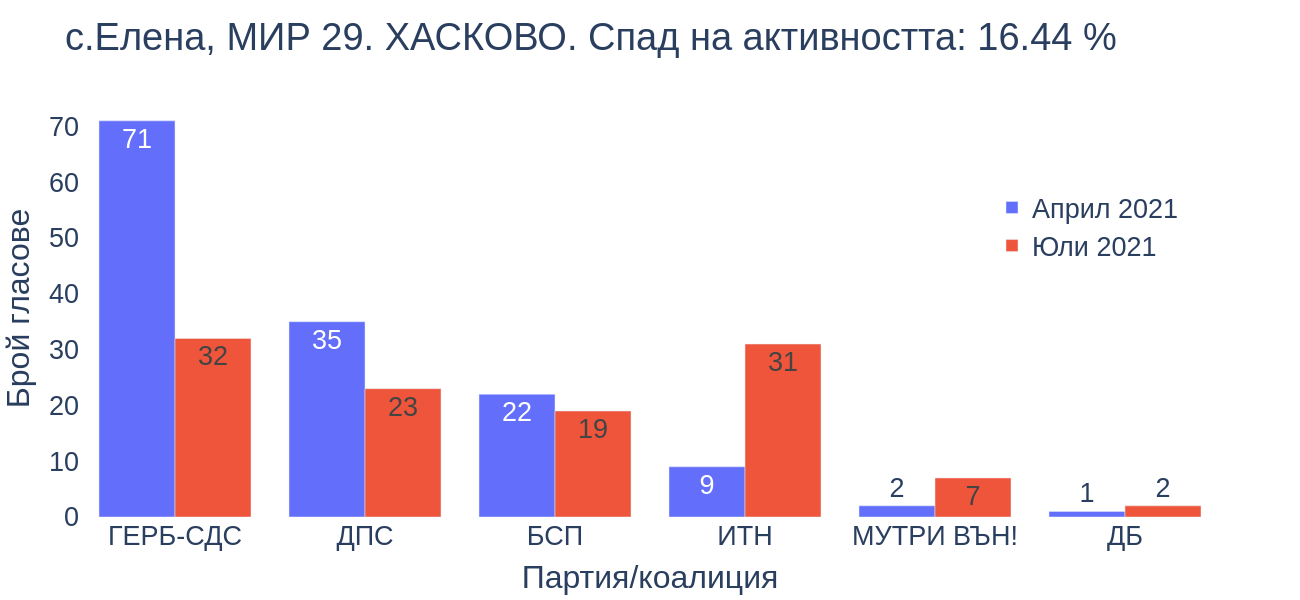 с.Елена, МИР 29. ХАСКОВО. Спад на активността: 16.44 %
Брой гласове
70
60
50
40
30
20
10
0
71
32
35
23
22
19
9
31
2
7
1
2
Април 2021
Юли 2021
ГЕРБ-СДС
ДПС
БСП
ИТН
МУТРИ ВЪН!
ДБ
Партия/коалиция